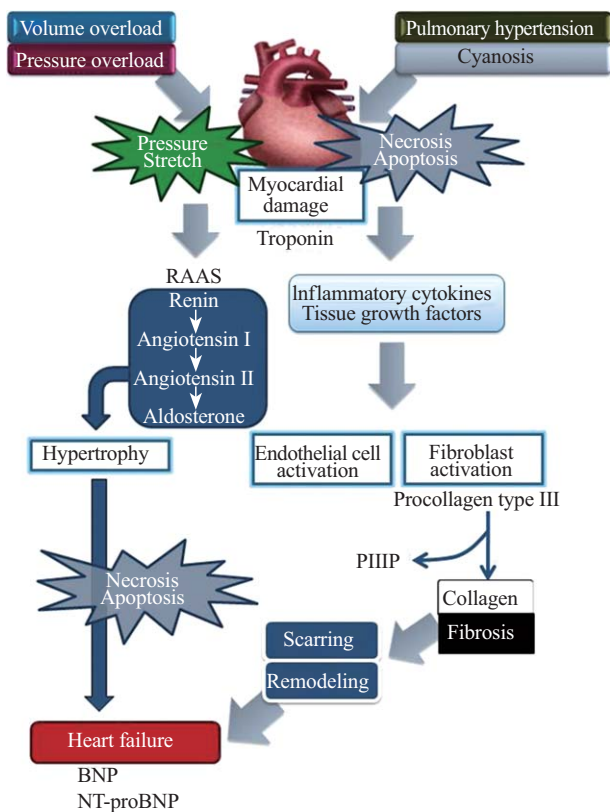 Volume overload
Pressure overload
Pulmonary hypertension
Cyanosis
Pressure
Stretch
Necrosis
Apoptosis
Myocardial
damage
Troponin
RAAS
Renin
Angiotensin I
Angiotensin II
Aldosterone
Inflammatory cytokines
Tissue growth factors
Hypertrophy
Endothelial cell
activation
Fibroblast
activation
Procollagen type III
PIIIP
Necrosis
Apoptosis
Collagen
Fibrosis
Scarring
Remodeling
Heart failure
BNP
NT-proBNP